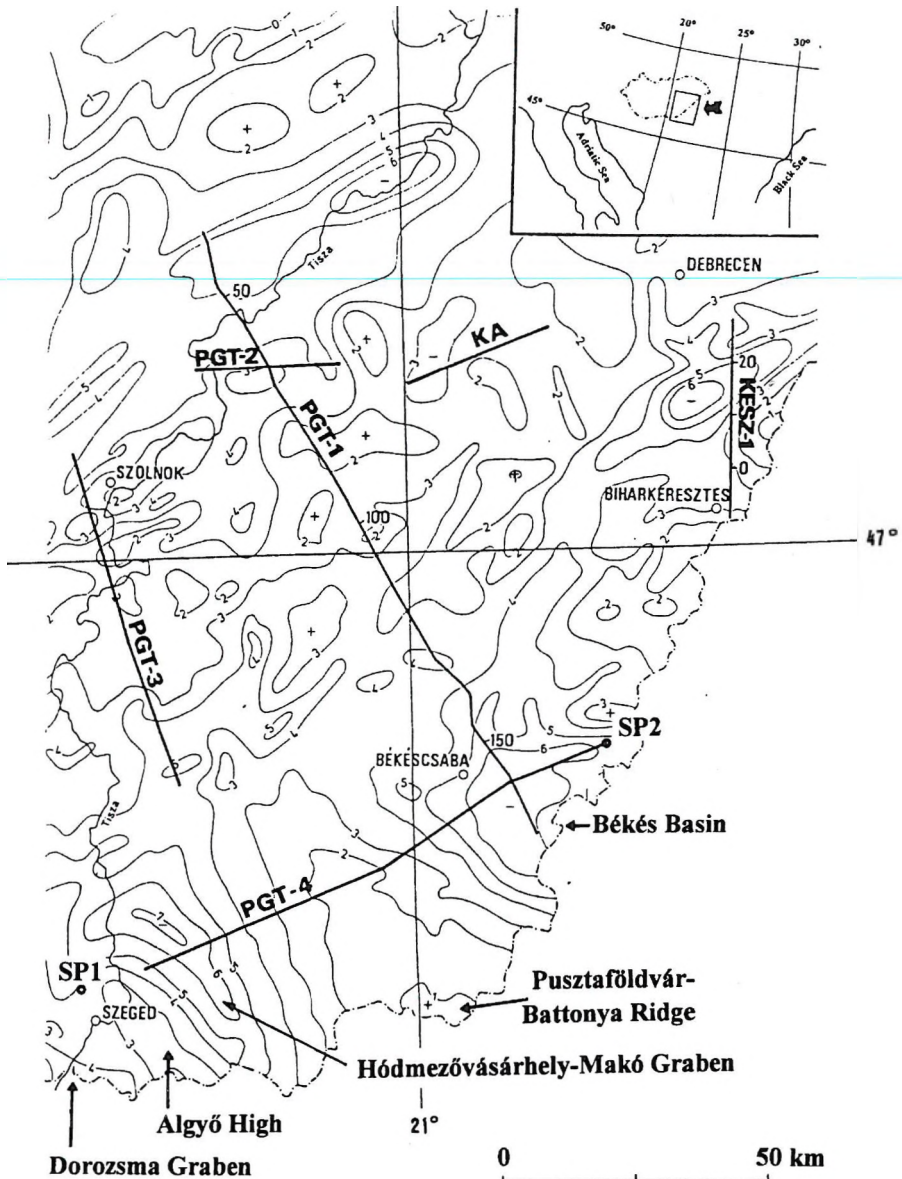 50°
20°
25°
30°
45°
Adriatic Sea
Black Sea
Tisza
DEBRECEN
50
PGT-2
KA
PGT-1
20
KESZ-1
0
SZOLNOK
BIHARKERESZTES
100
47°
PGT-3
SP2
150
BÉKÉSCSABA
Békés Basin
Tisza
PGT-4
SP1
SZEGED
Pusztaföldvár-
Battonya Ridge
Hódmezővásárhely-Makó Graben
Algyő High
21°
Dorozsma Graben
0 50 km